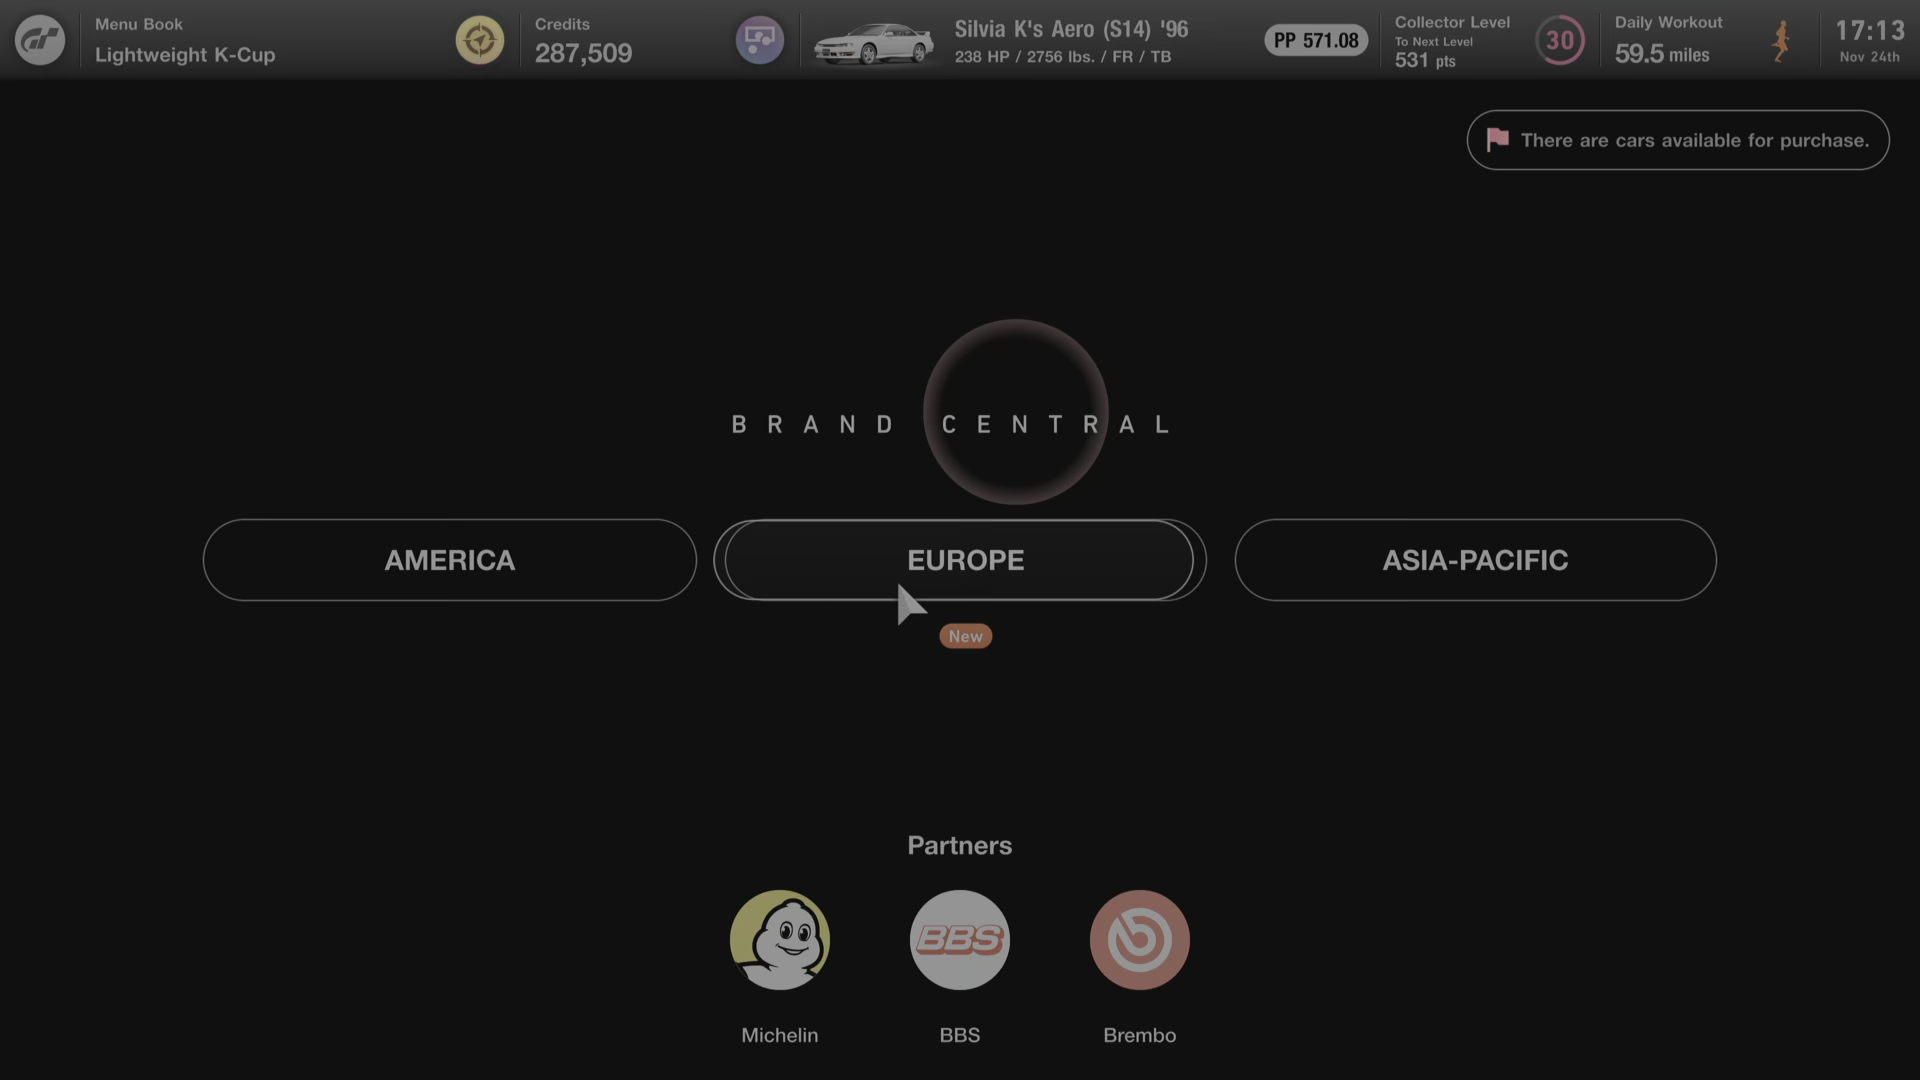 Menu Book
Lightweight K-Cup
Credits
287,509
Silvia K's Aero (S14) '96
238 HP / 2756 lbs. / FR / TB
PP 571.08
Collector Level
To Next Level
531 pts
30
Daily Workout
59.5 miles
17:13
Nov 24th
There are cars available for purchase.
BRAND CENTRAL
AMERICA
EUROPE
ASIA-PACIFIC
New
Partners
BBS
Michelin
BBS
Brembo